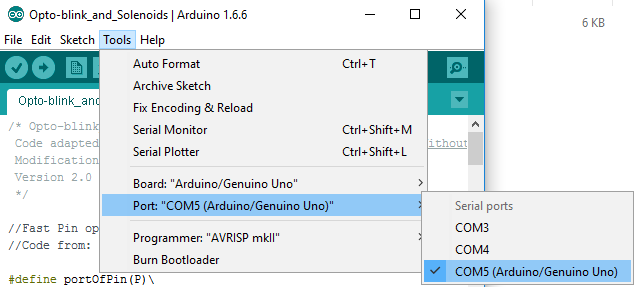 Opto-blink_and_Solenoids | Arduino 1.6.6
6 KB
File Edit Sketch Tools Help
Auto Format Ctrl+T
Archive Sketch
Fix Encoding & Reload
Serial Monitor Ctrl+Shift+M
Serial Plotter Ctrl+Shift+L
Board: "Arduino/Genuino Uno"
Port: "COM5 (Arduino/Genuino Uno)"
Programmer: "AVRISP mkII"
Burn Bootloader
Serial ports
COM3
COM4
COM5 (Arduino/Genuino Uno)
Opto-blink_and
/* Opto-blink
Code adapted ithout
Modification
Version 2.0
*/
//Fast Pin op
//Code from:
#define portOfPin(P)\